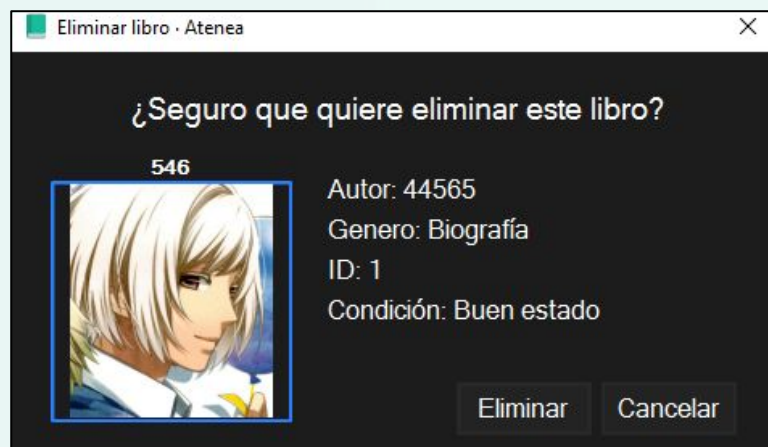 Eliminar libro · Atenea
¿Seguro que quiere eliminar este libro?
546
Autor: 44565
Genero: Biografía
ID: 1
Condición: Buen estado
Eliminar Cancelar